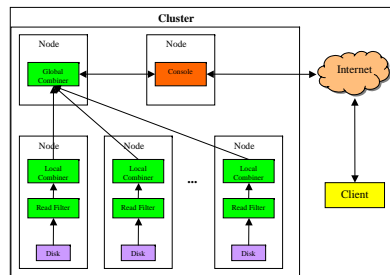 Cluster
Node
Node
Global
Combiner
Console
Internet
Node
Node
Node
Local
Combiner
Local
Combiner
...
Local
Combiner
Read Filter
Read Filter
Read Filter
Client
Disk
Disk
Disk